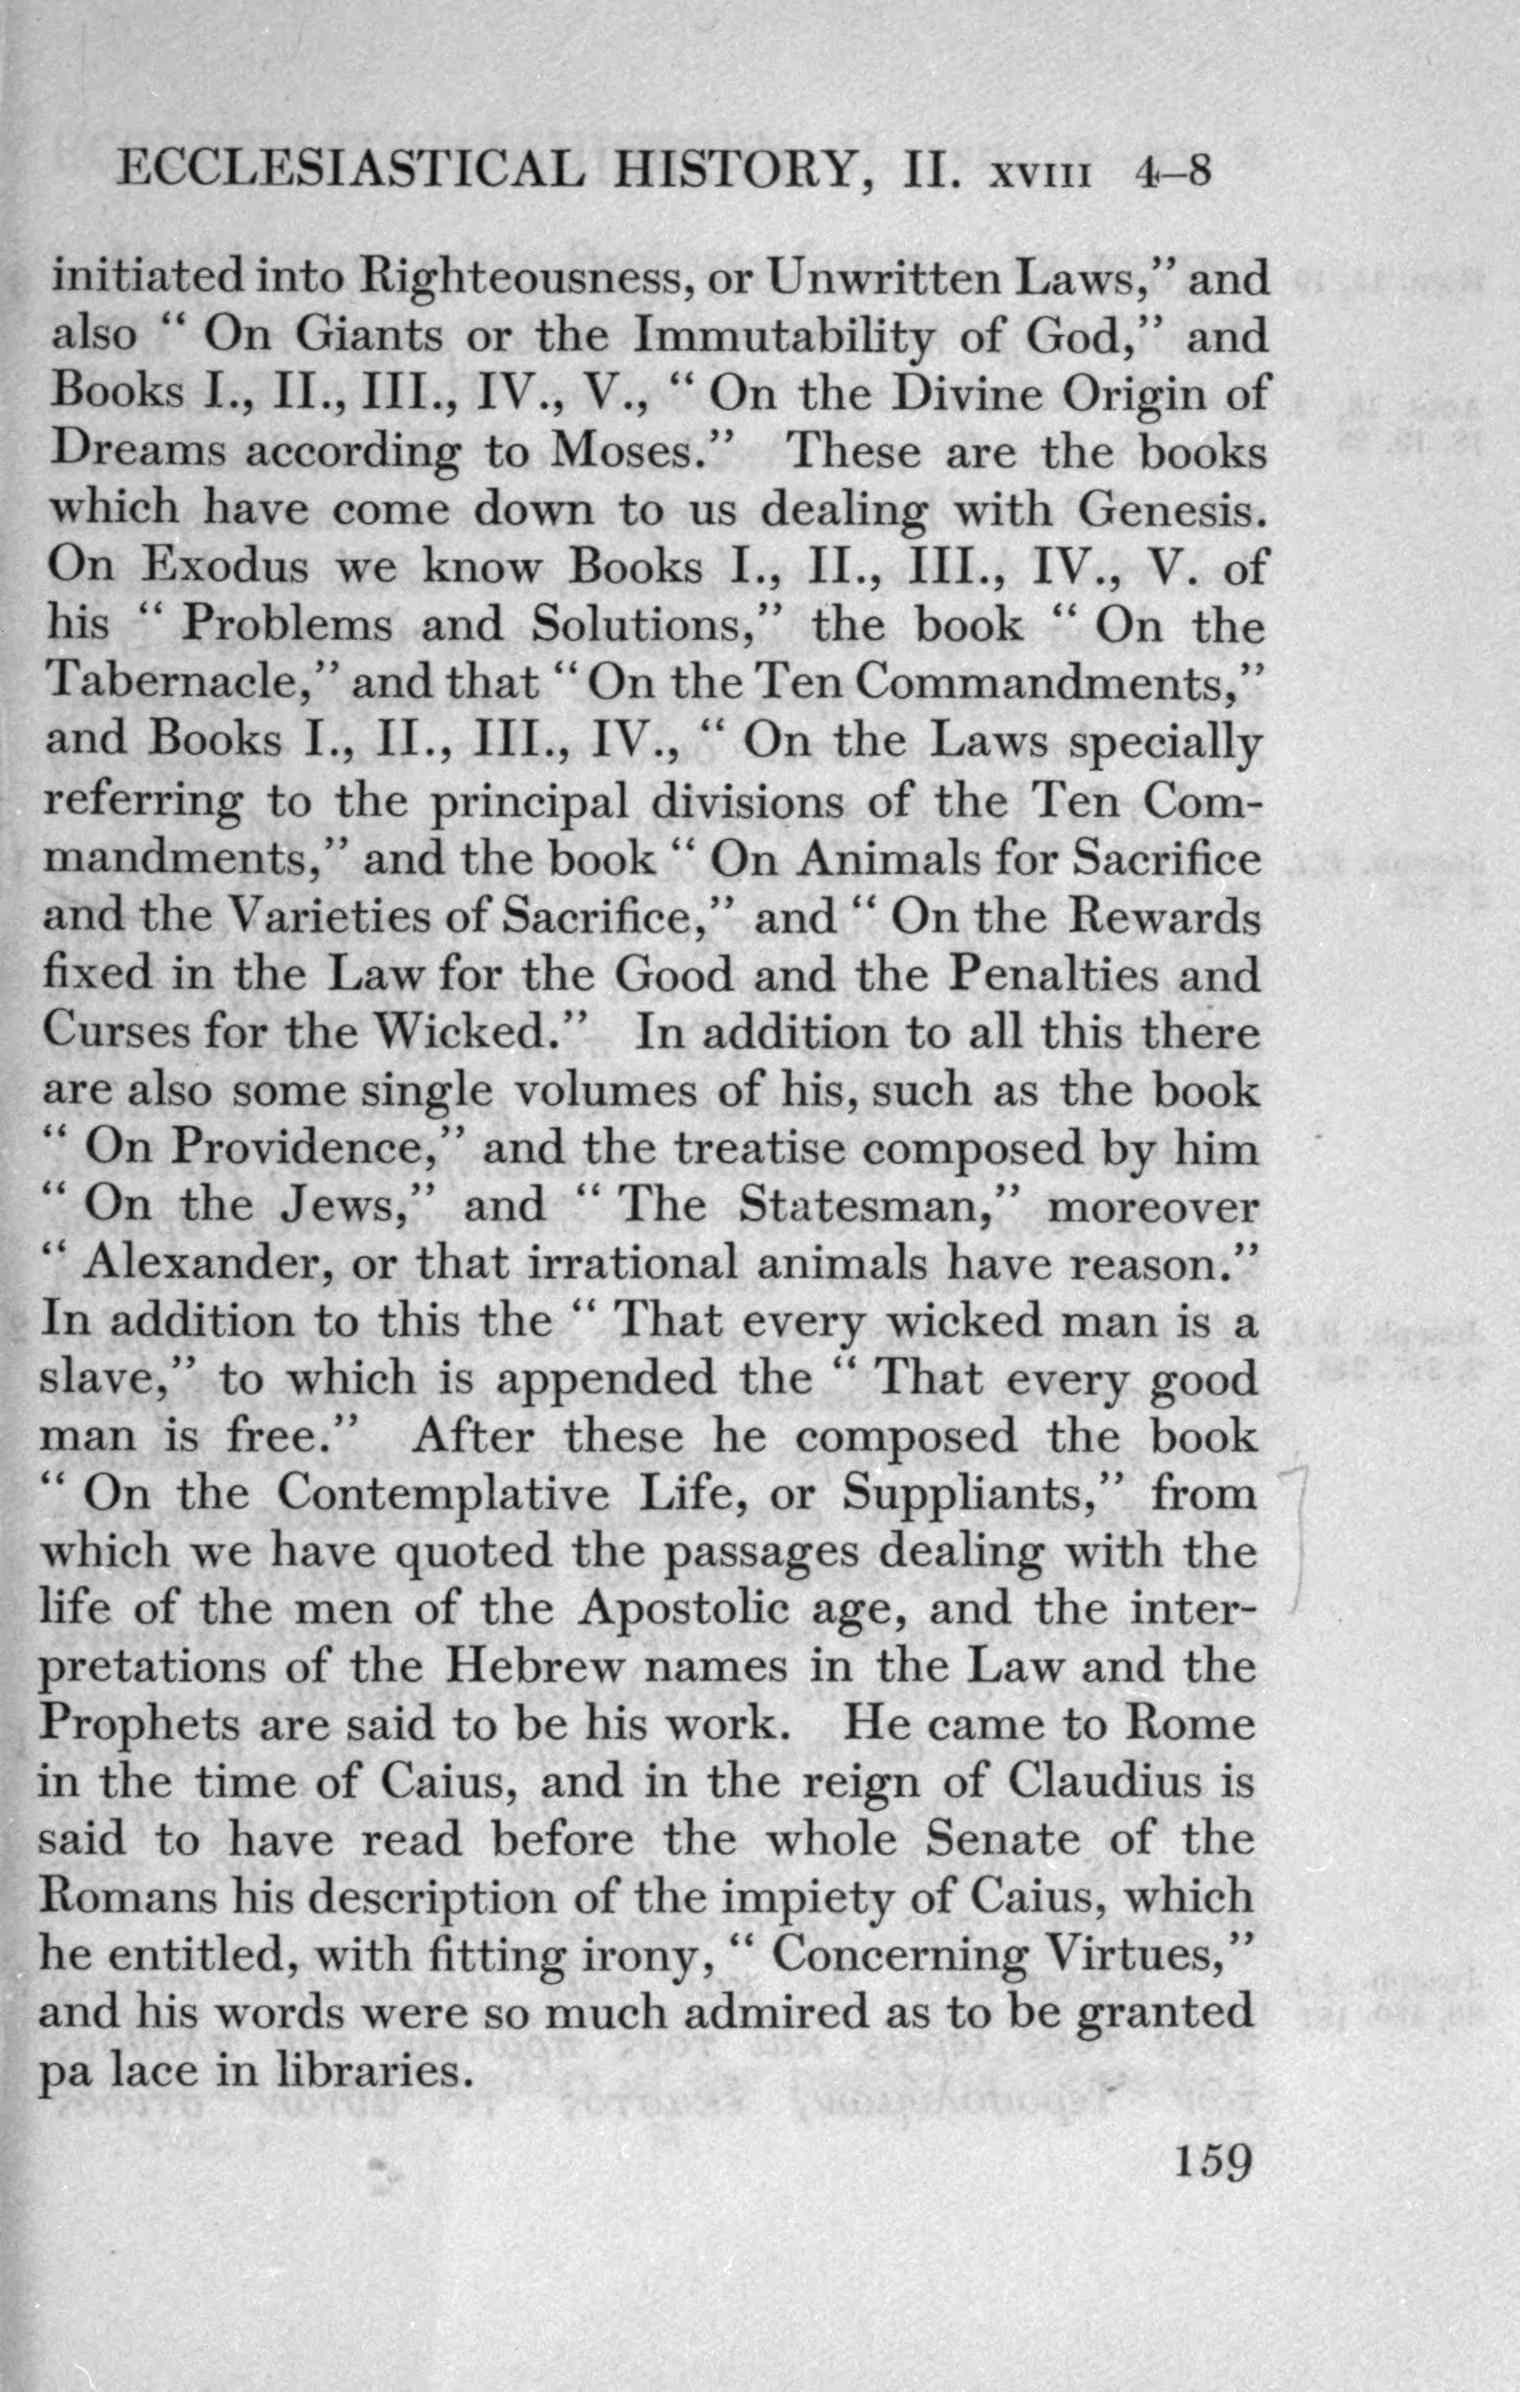 ECCLESIASTICAL HISTORY, II. XVIII 4–8
initiated into Righteousness, or Unwritten Laws,” and
also “ On Giants or the Immutability of God,” and
Books I., II., III., IV., V., “ On the Divine Origin of
Dreams according to Moses.” These are the books
which have come down to us dealing with Genesis.
On Exodus we know Books I., II., III., IV., V. of
his “ Problems and Solutions,” the book “ On the
Tabernacle,” and that “ On the Ten Commandments,”
and Books I., II., III., IV., “ On the Laws specially
referring to the principal divisions of the Ten Com-
mandments,” and the book “ On Animals for Sacrifice
and the Varieties of Sacrifice,” and “ On the Rewards
fixed in the Law for the Good and the Penalties and
Curses for the Wicked.” In addition to all this there
are also some single volumes of his, such as the book
“ On Providence,” and the treatise composed by him
“ On the Jews,” and “ The Statesman,” moreover
“ Alexander, or that irrational animals have reason.”
In addition to this the “ That every wicked man is a
slave,” to which is appended the “ That every good
man is free.” After these he composed the book
“ On the Contemplative Life, or Suppliants,” from
which we have quoted the passages dealing with the
life of the men of the Apostolic age, and the inter-
pretations of the Hebrew names in the Law and the
Prophets are said to be his work. He came to Rome
in the time of Caius, and in the reign of Claudius is
said to have read before the whole Senate of the
Romans his description of the impiety of Caius, which
he entitled, with fitting irony, “ Concerning Virtues,”
and his words were so much admired as to be granted
pa lace in libraries.
159